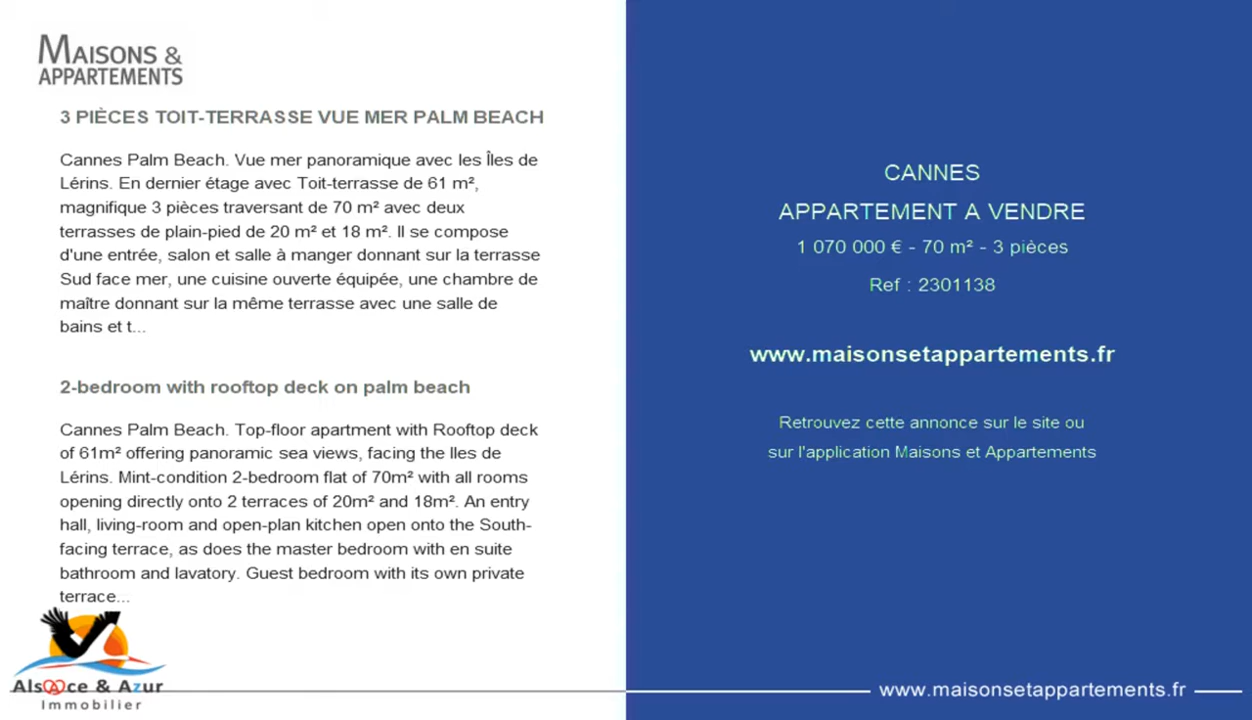 MAISONS &
APPARTEMENTS
3 PIÈCES TOIT-TERRASSE VUE MER PALM BEACH
Cannes Palm Beach. Vue mer panoramique avec les Îles de
Lérins. En dernier étage avec Toit-terrasse de 61 m²,
magnifique 3 pièces traversant de 70 m² avec deux
terrasses de plain-pied de 20 m² et 18 m². Il se compose
d'une entrée, salon et salle à manger donnant sur la terrasse
Sud face mer, une cuisine ouverte équipée, une chambre de
maître donnant sur la même terrasse avec une salle de
bains et t...
2-bedroom with rooftop deck on palm beach
Cannes Palm Beach. Top-floor apartment with Rooftop deck
of 61m² offering panoramic sea views, facing the Iles de
Lérins. Mint-condition 2-bedroom flat of 70m² with all rooms
opening directly onto 2 terraces of 20m² and 18m². An entry
hall, living-room and open-plan kitchen open onto the South-
facing terrace, as does the master bedroom with en suite
bathroom and lavatory. Guest bedroom with its own private
terrace...
Alsace & Azur
Immobilier
CANNES
APPARTEMENT A VENDRE
1 070 000 € - 70 m² - 3 pièces
Ref : 2301138
www.maisonsetappartements.fr
Retrouvez cette annonce sur le site ou
sur l'application Maisons et Appartements
www.maisonsetappartements.fr